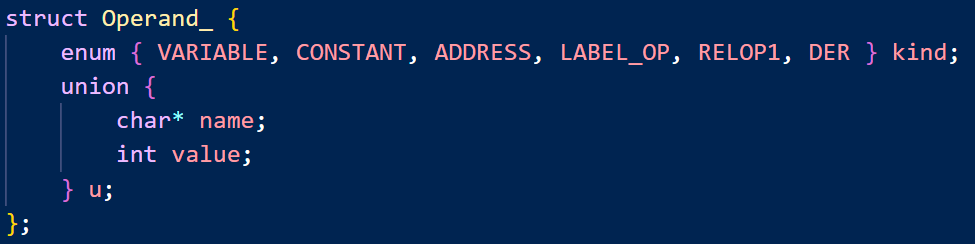 struct Operand_ {
    enum { VARIABLE, CONSTANT, ADDRESS, LABEL_OP, RELOP1, DER } kind;
    union {
        char* name;
        int value;
    } u;
};